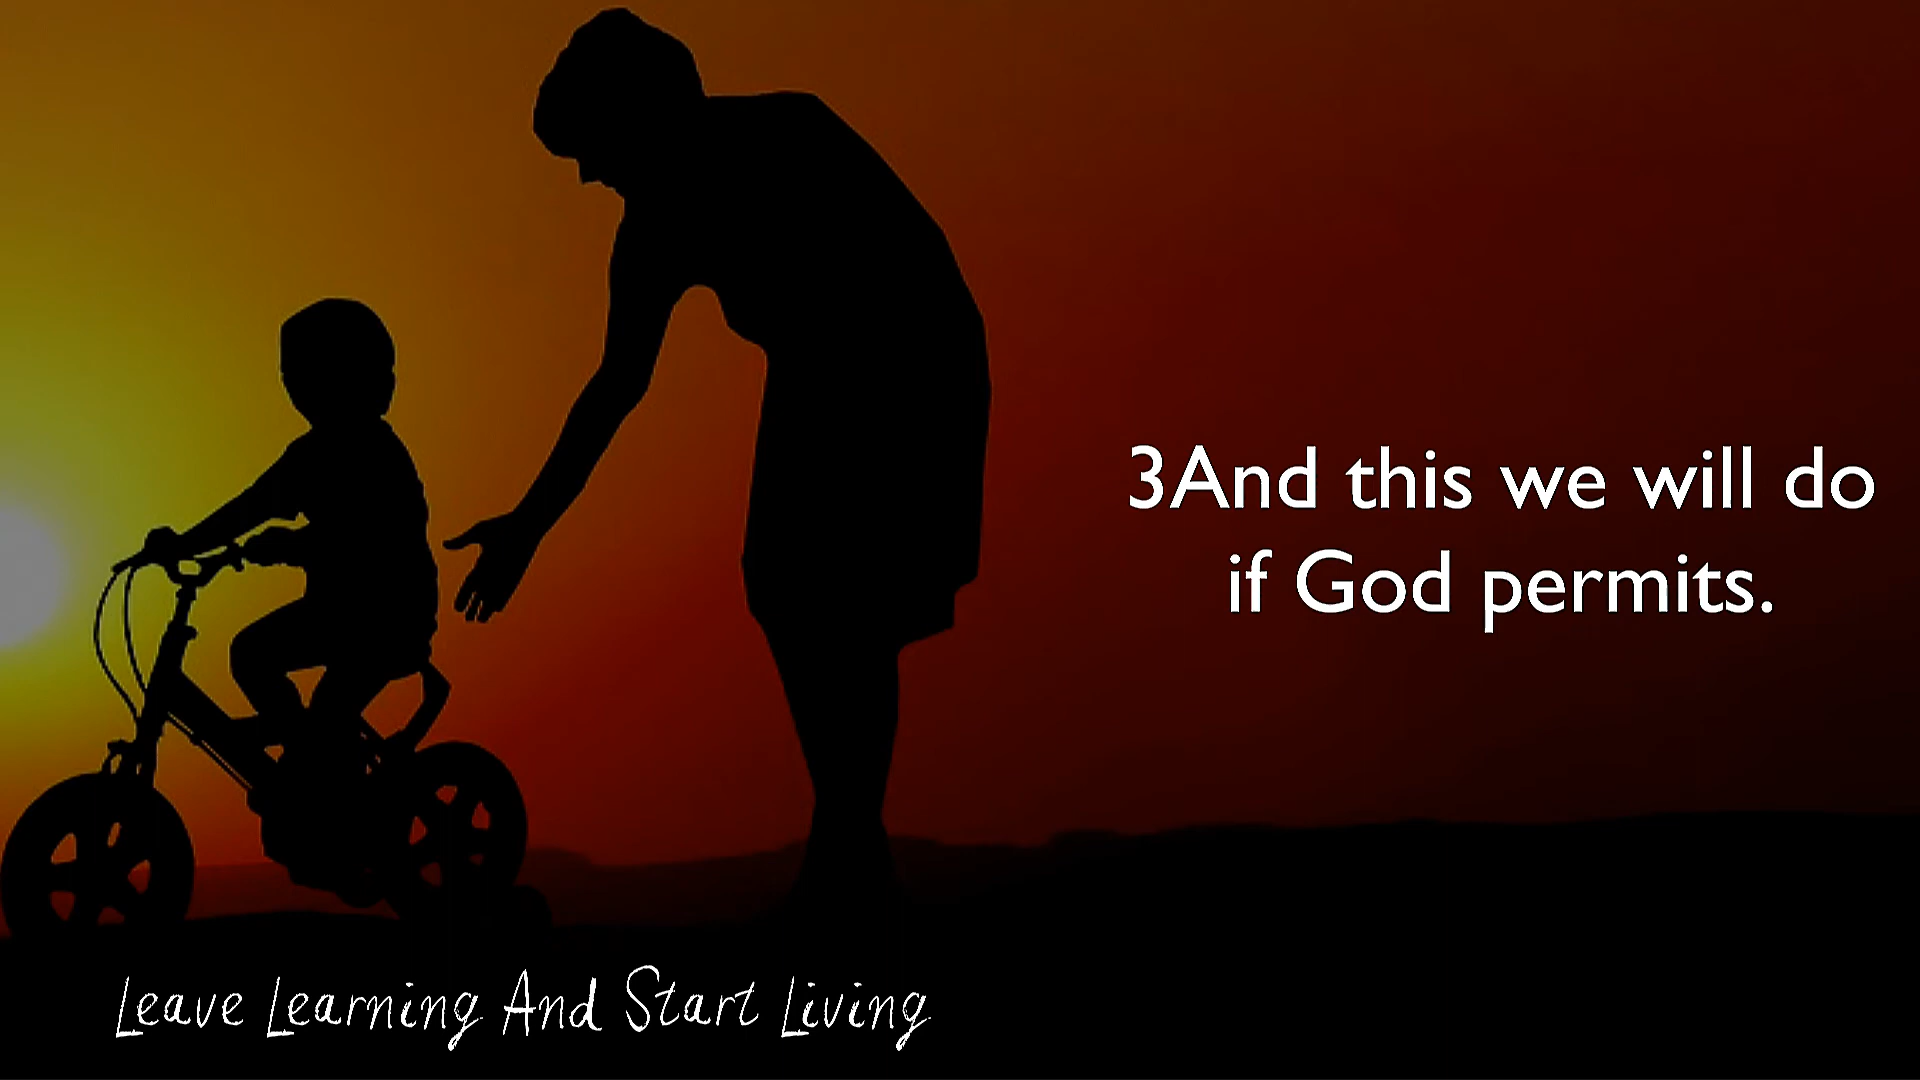 3And this we will do
if God permits.
Leave Learning And Start Living